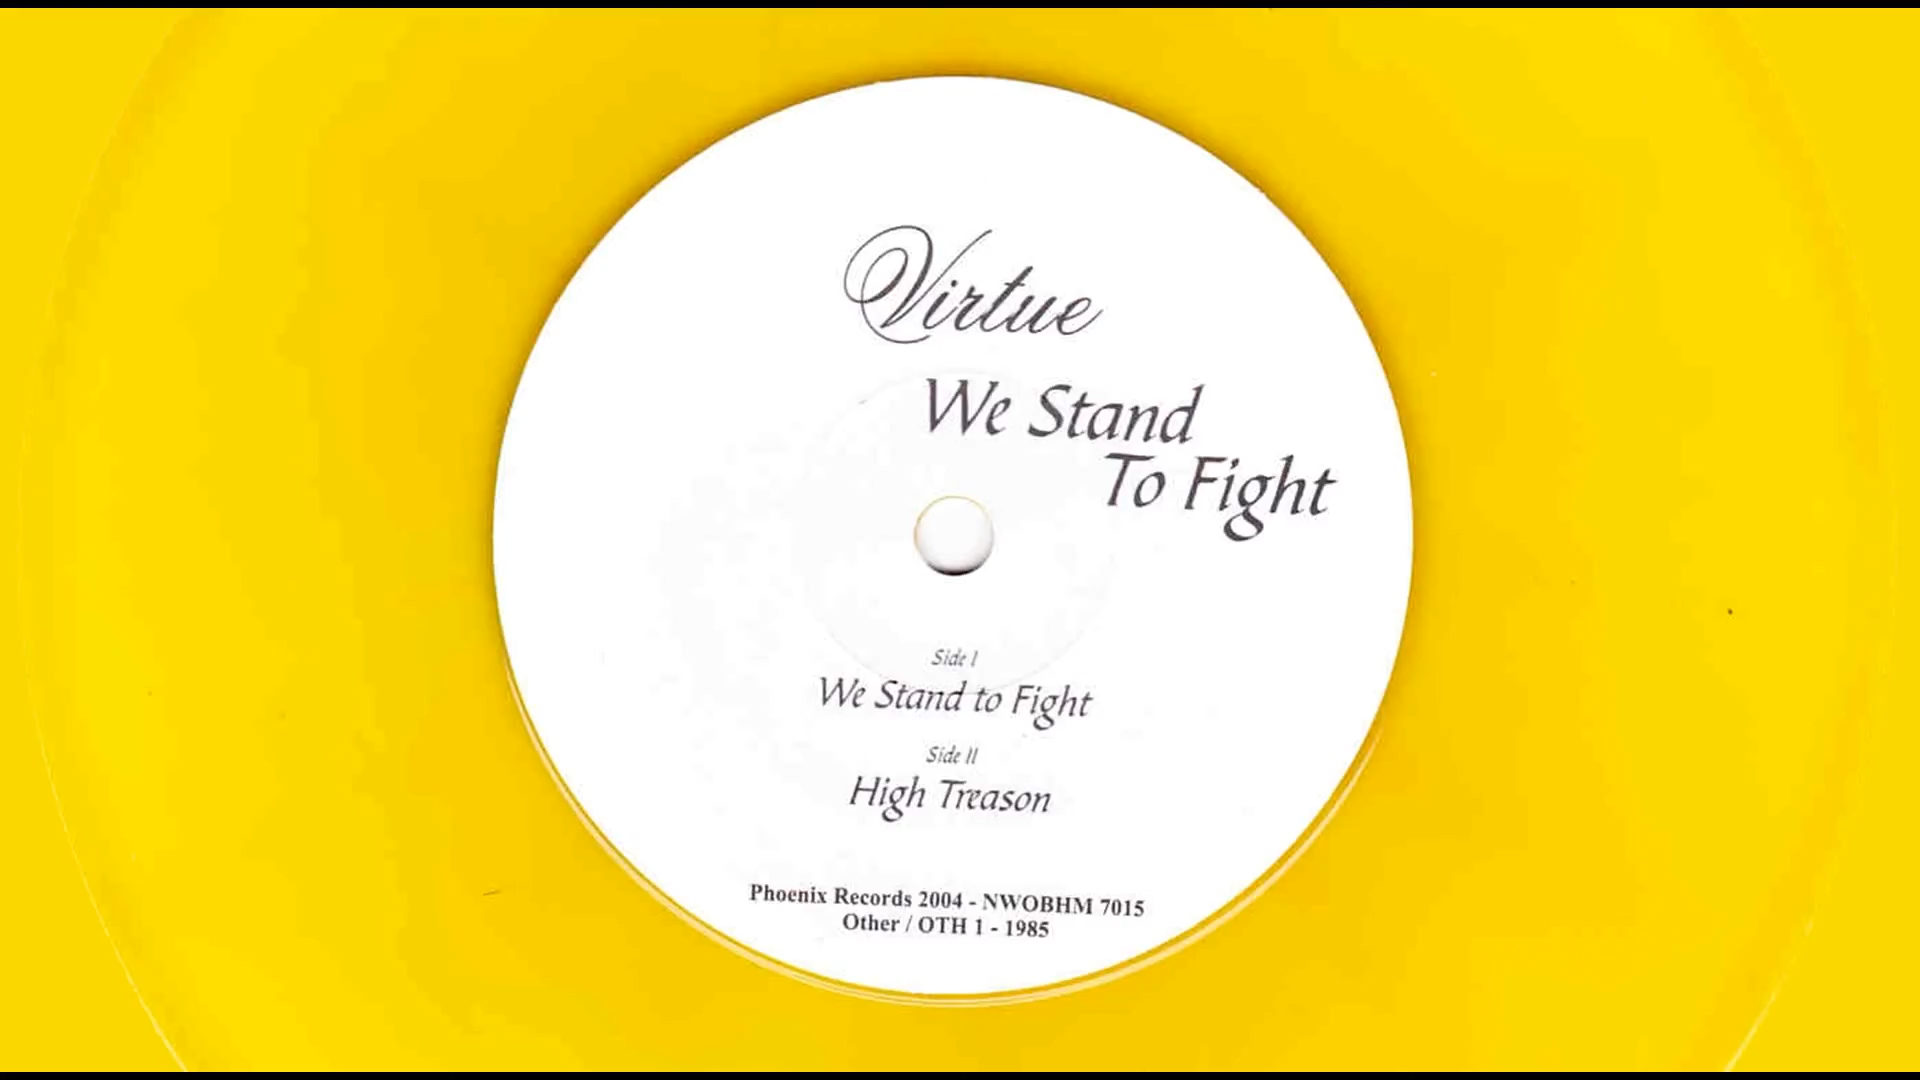 Virtue
We Stand
To Fight
Side I
We Stand to Fight
Side II
High Treason
Phoenix Records 2004 - NWOBHM 7015
Other / OTH 1 - 1985